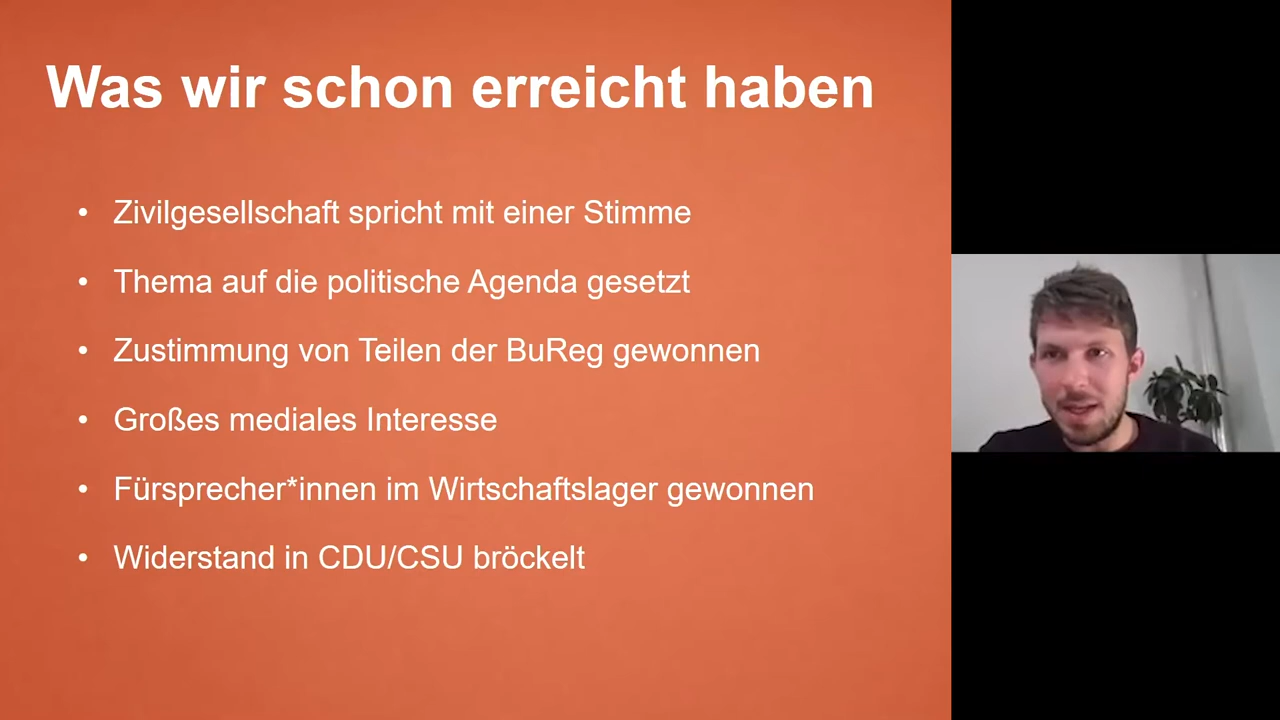 Was wir schon erreicht haben
• Zivilgesellschaft spricht mit einer Stimme
• Thema auf die politische Agenda gesetzt
• Zustimmung von Teilen der BuReg gewonnen
• Großes mediales Interesse
• Fürsprecher*innen im Wirtschaftslager gewonnen
• Widerstand in CDU/CSU bröckelt